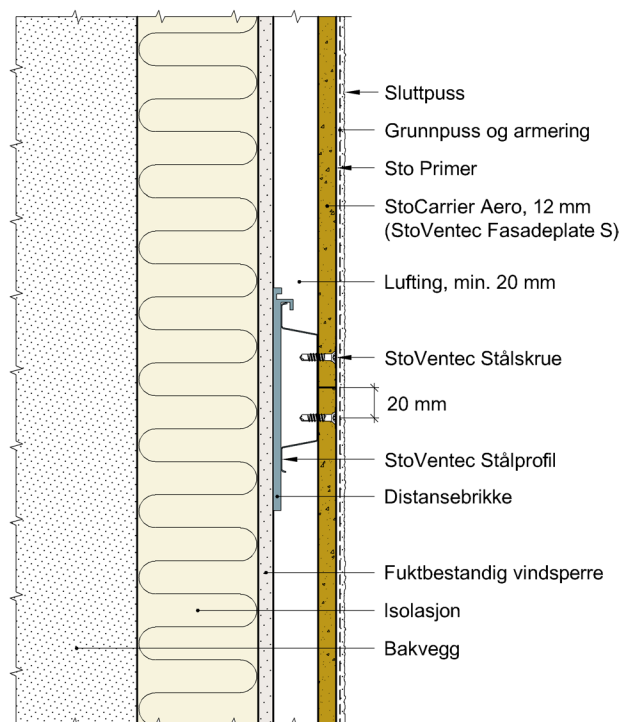 Sluttpuss
Grunnpuss og armering
Sto Primer
StoCarrier Aero, 12 mm
(StoVentec Fasadeplate S)
Lufting, min. 20 mm
StoVentec Stålskrue
20 mm
StoVentec Stålprofil
Distansebrikke
Fuktbestandig vindsperre
Isolasjon
Bakvegg